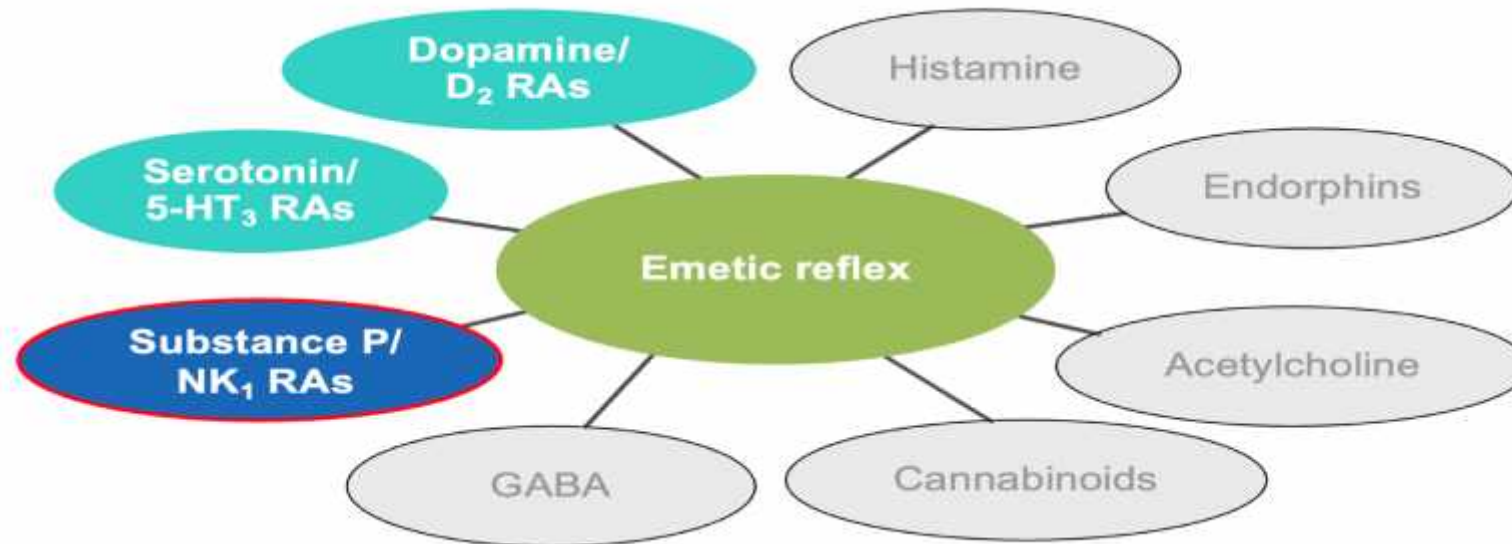 Dopamine/
D₂ RAs
Histamine
Serotonin/
5-HT₃ RAs
Endorphins
Emetic reflex
Substance P/
NK₁ RAs
Acetylcholine
GABA
Cannabinoids